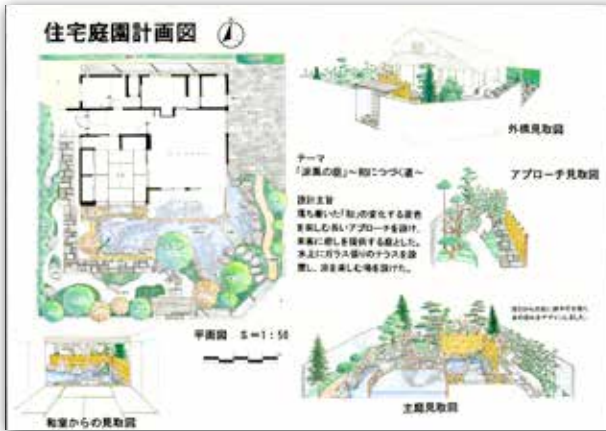 住宅庭園計画図
外構見取図
テーマ
「涼風の庭」～和につづく道～
アプローチ見取図
設計主旨
落ち着いた「和」の変化する景色
を楽しむ長いアプローチを設け、
来客に癒しを提供する庭とした。
水上にガラス張りのテラスを設
置し、涼を楽しむ場を設けた。
平面図 S=1:50
主庭見取図
和室からの見取図